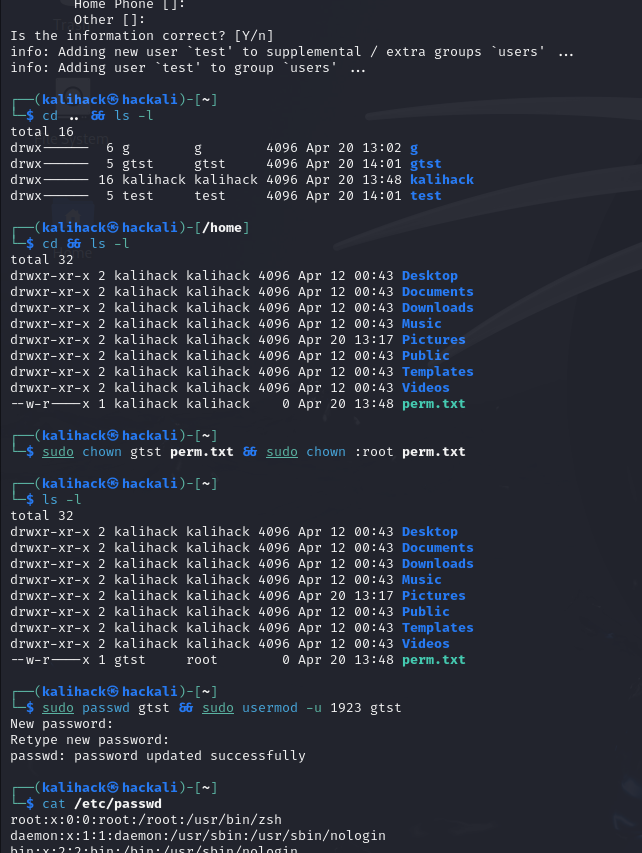 Home Phone []:
Other []:
Is the information correct? [Y/n]
info: Adding new user `test' to supplemental / extra groups `users' ...
info: Adding user `test' to group `users' ...
┌──(kalihack㉿hackali)-[~]
└─$ cd .. && ls -l
total 16
drwx------  6 g        g        4096 Apr 20 13:02 g
drwx------  5 gtst     gtst     4096 Apr 20 14:01 gtst
drwx------ 16 kalihack kalihack 4096 Apr 20 13:48 kalihack
drwx------  5 test     test     4096 Apr 20 14:01 test
┌──(kalihack㉿hackali)-[/home]
└─$ cd && ls -l
total 32
drwxr-xr-x 2 kalihack kalihack 4096 Apr 12 00:43 Desktop
drwxr-xr-x 2 kalihack kalihack 4096 Apr 12 00:43 Documents
drwxr-xr-x 2 kalihack kalihack 4096 Apr 12 00:43 Downloads
drwxr-xr-x 2 kalihack kalihack 4096 Apr 12 00:43 Music
drwxr-xr-x 2 kalihack kalihack 4096 Apr 20 13:17 Pictures
drwxr-xr-x 2 kalihack kalihack 4096 Apr 12 00:43 Public
drwxr-xr-x 2 kalihack kalihack 4096 Apr 12 00:43 Templates
drwxr-xr-x 2 kalihack kalihack 4096 Apr 12 00:43 Videos
--w-r----x 1 kalihack kalihack    0 Apr 20 13:48 perm.txt
┌──(kalihack㉿hackali)-[~]
└─$ sudo chown gtst perm.txt && sudo chown :root perm.txt
┌──(kalihack㉿hackali)-[~]
└─$ ls -l
total 32
drwxr-xr-x 2 kalihack kalihack 4096 Apr 12 00:43 Desktop
drwxr-xr-x 2 kalihack kalihack 4096 Apr 12 00:43 Documents
drwxr-xr-x 2 kalihack kalihack 4096 Apr 12 00:43 Downloads
drwxr-xr-x 2 kalihack kalihack 4096 Apr 12 00:43 Music
drwxr-xr-x 2 kalihack kalihack 4096 Apr 20 13:17 Pictures
drwxr-xr-x 2 kalihack kalihack 4096 Apr 12 00:43 Public
drwxr-xr-x 2 kalihack kalihack 4096 Apr 12 00:43 Templates
drwxr-xr-x 2 kalihack kalihack 4096 Apr 12 00:43 Videos
--w-r----x 1 gtst     root        0 Apr 20 13:48 perm.txt
┌──(kalihack㉿hackali)-[~]
└─$ sudo passwd gtst && sudo usermod -u 1923 gtst
New password:
Retype new password:
passwd: password updated successfully
┌──(kalihack㉿hackali)-[~]
└─$ cat /etc/passwd
root:x:0:0:root:/root:/usr/bin/zsh
daemon:x:1:1:daemon:/usr/sbin:/usr/sbin/nologin
bin:x:2:2:bin:/bin:/usr/sbin/nologin